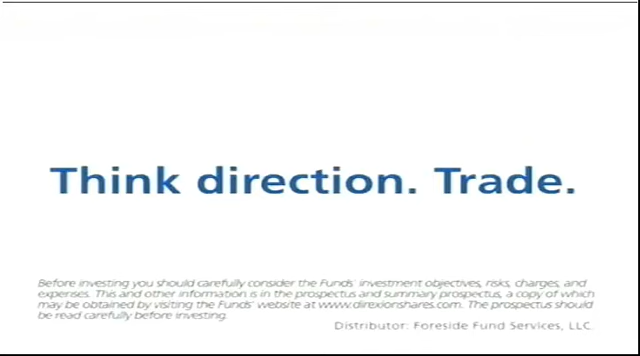 Think direction. Trade.
Before investing you should carefully consider the Funds' investment objectives, risks, charges, and
expenses. This and other information is in the prospectus and summary prospectus, a copy of which
may be obtained by visiting the Funds' website at www.direxionshares.com. The prospectus should
be read carefully before investing.
Distributor: Foreside Fund Services, LLC.